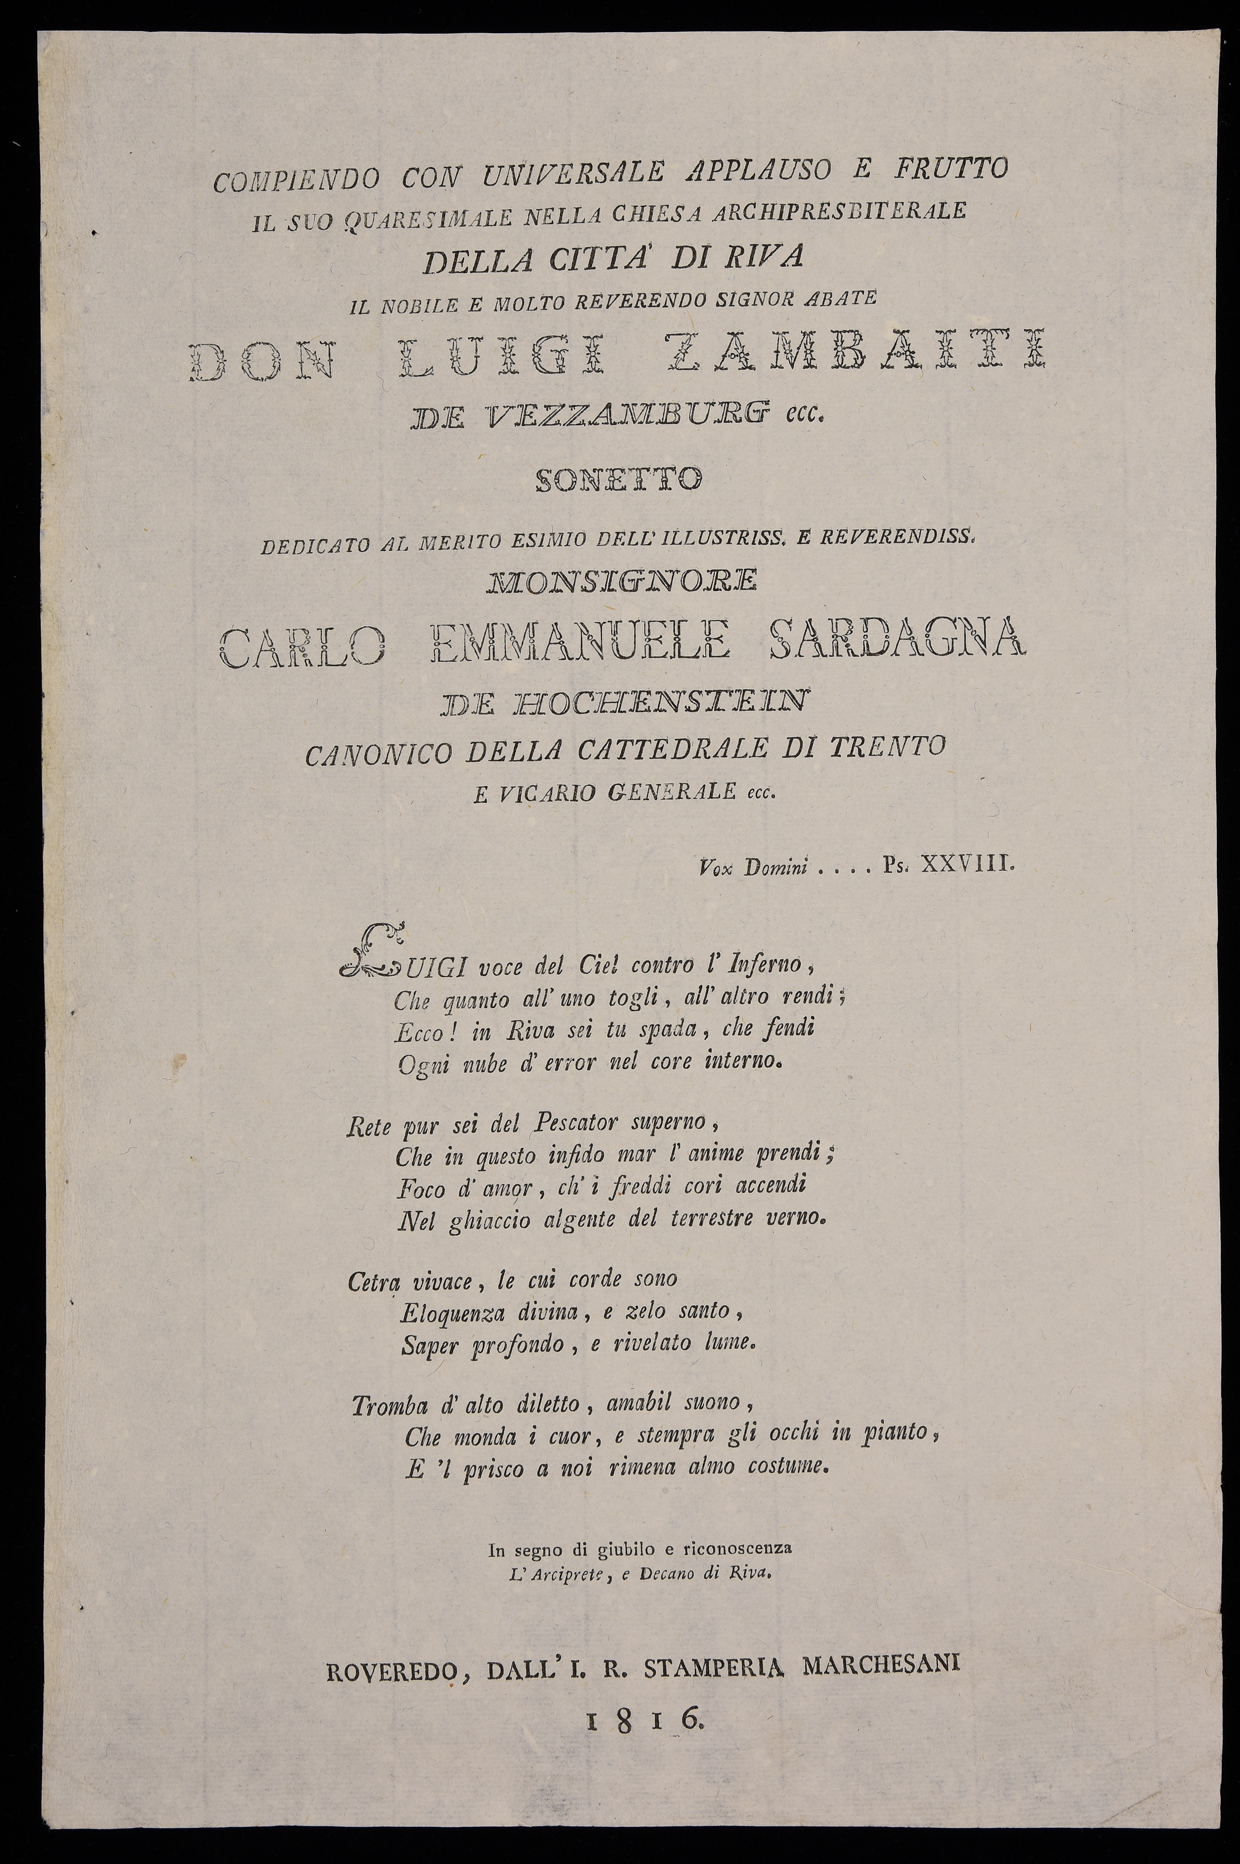 COMPIENDO CON UNIVERSALE APPLAUSO E FRUTTO
IL SUO QUARESIMALE NELLA CHIESA ARCHIPRESBITERALE
DELLA CITTA' DI RIVA
IL NOBILE E MOLTO REVERENDO SIGNOR ABATE
DON LUIGI ZAMBAITI
DE VEZZAMBURG ecc.
SONETTO
DEDICATO AL MERITO ESIMIO DELL' ILLUSTRISS. E REVERENDISS.
MONSIGNORE
CARLO EMMANUELE SARDAGNA
DE HOCHENSTEIN
CANONICO DELLA CATTEDRALE DI TRENTO
E VICARIO GENERALE ecc.
Vox Domini . . . . Ps. XXVIII.
LUIGI voce del Ciel contro l' Inferno,
Che quanto all' uno togli, all' altro rendi;
Ecco! in Riva sei tu spada, che fendi
Ogni nube d' error nel core interno.
Rete pur sei del Pescator superno,
Che in questo infido mar l' anime prendi;
Foco d' amor, ch' i freddi cori accendi
Nel ghiaccio algente del terrestre verno.
Cetra vivace, le cui corde sono
Eloquenza divina, e zelo santo,
Saper profondo, e rivelato lume.
Tromba d' alto diletto, amabil suono,
Che monda i cuor, e stempra gli occhi in pianto,
E 'l prisco a noi rimena almo costume.
In segno di giubilo e riconoscenza
L' Arciprete, e Decano di Riva.
ROVEREDO, DALL' I. R. STAMPERIA MARCHESANI
1816.